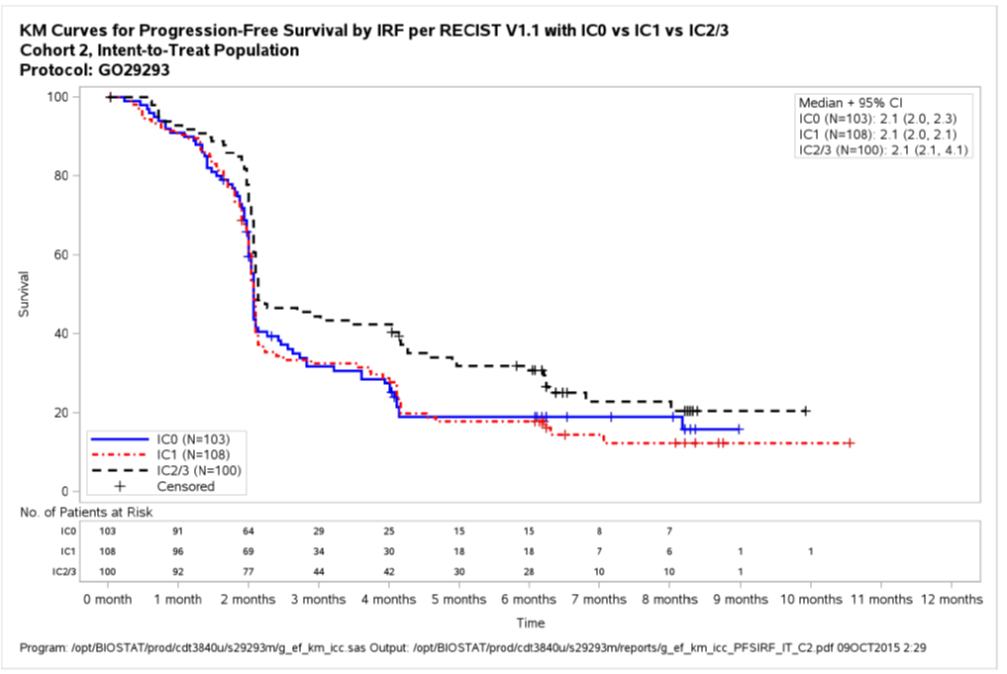 KM Curves for Progression-Free Survival by IRF per RECIST V1.1 with IC0 vs IC1 vs IC2/3
Cohort 2, Intent-to-Treat Population
Protocol: GO29293
Median + 95% CI
IC0 (N=103): 2.1 (2.0, 2.3)
IC1 (N=108): 2.1 (2.0, 2.1)
IC2/3 (N=100): 2.1 (2.1, 4.1)
100
80
60
40
20
0
Survival
IC0 (N=103)
IC1 (N=108)
IC2/3 (N=100)
+ Censored
No. of Patients at Risk
IC0 103 91 64 29 25 15 15 8 7
IC1 108 96 69 34 30 18 18 7 6 1 1
IC2/3 100 92 77 44 42 30 28 10 10 1
0 month 1 month 2 months 3 months 4 months 5 months 6 months 7 months 8 months 9 months 10 months 11 months 12 months
Time
Program: /opt/BIOSTAT/prod/cdt3840u/s29293m/g_ef_km_icc.sas Output: /opt/BIOSTAT/prod/cdt3840u/s29293m/reports/g_ef_km_icc_PFSIRF_IT_C2.pdf 09OCT2015 2:29